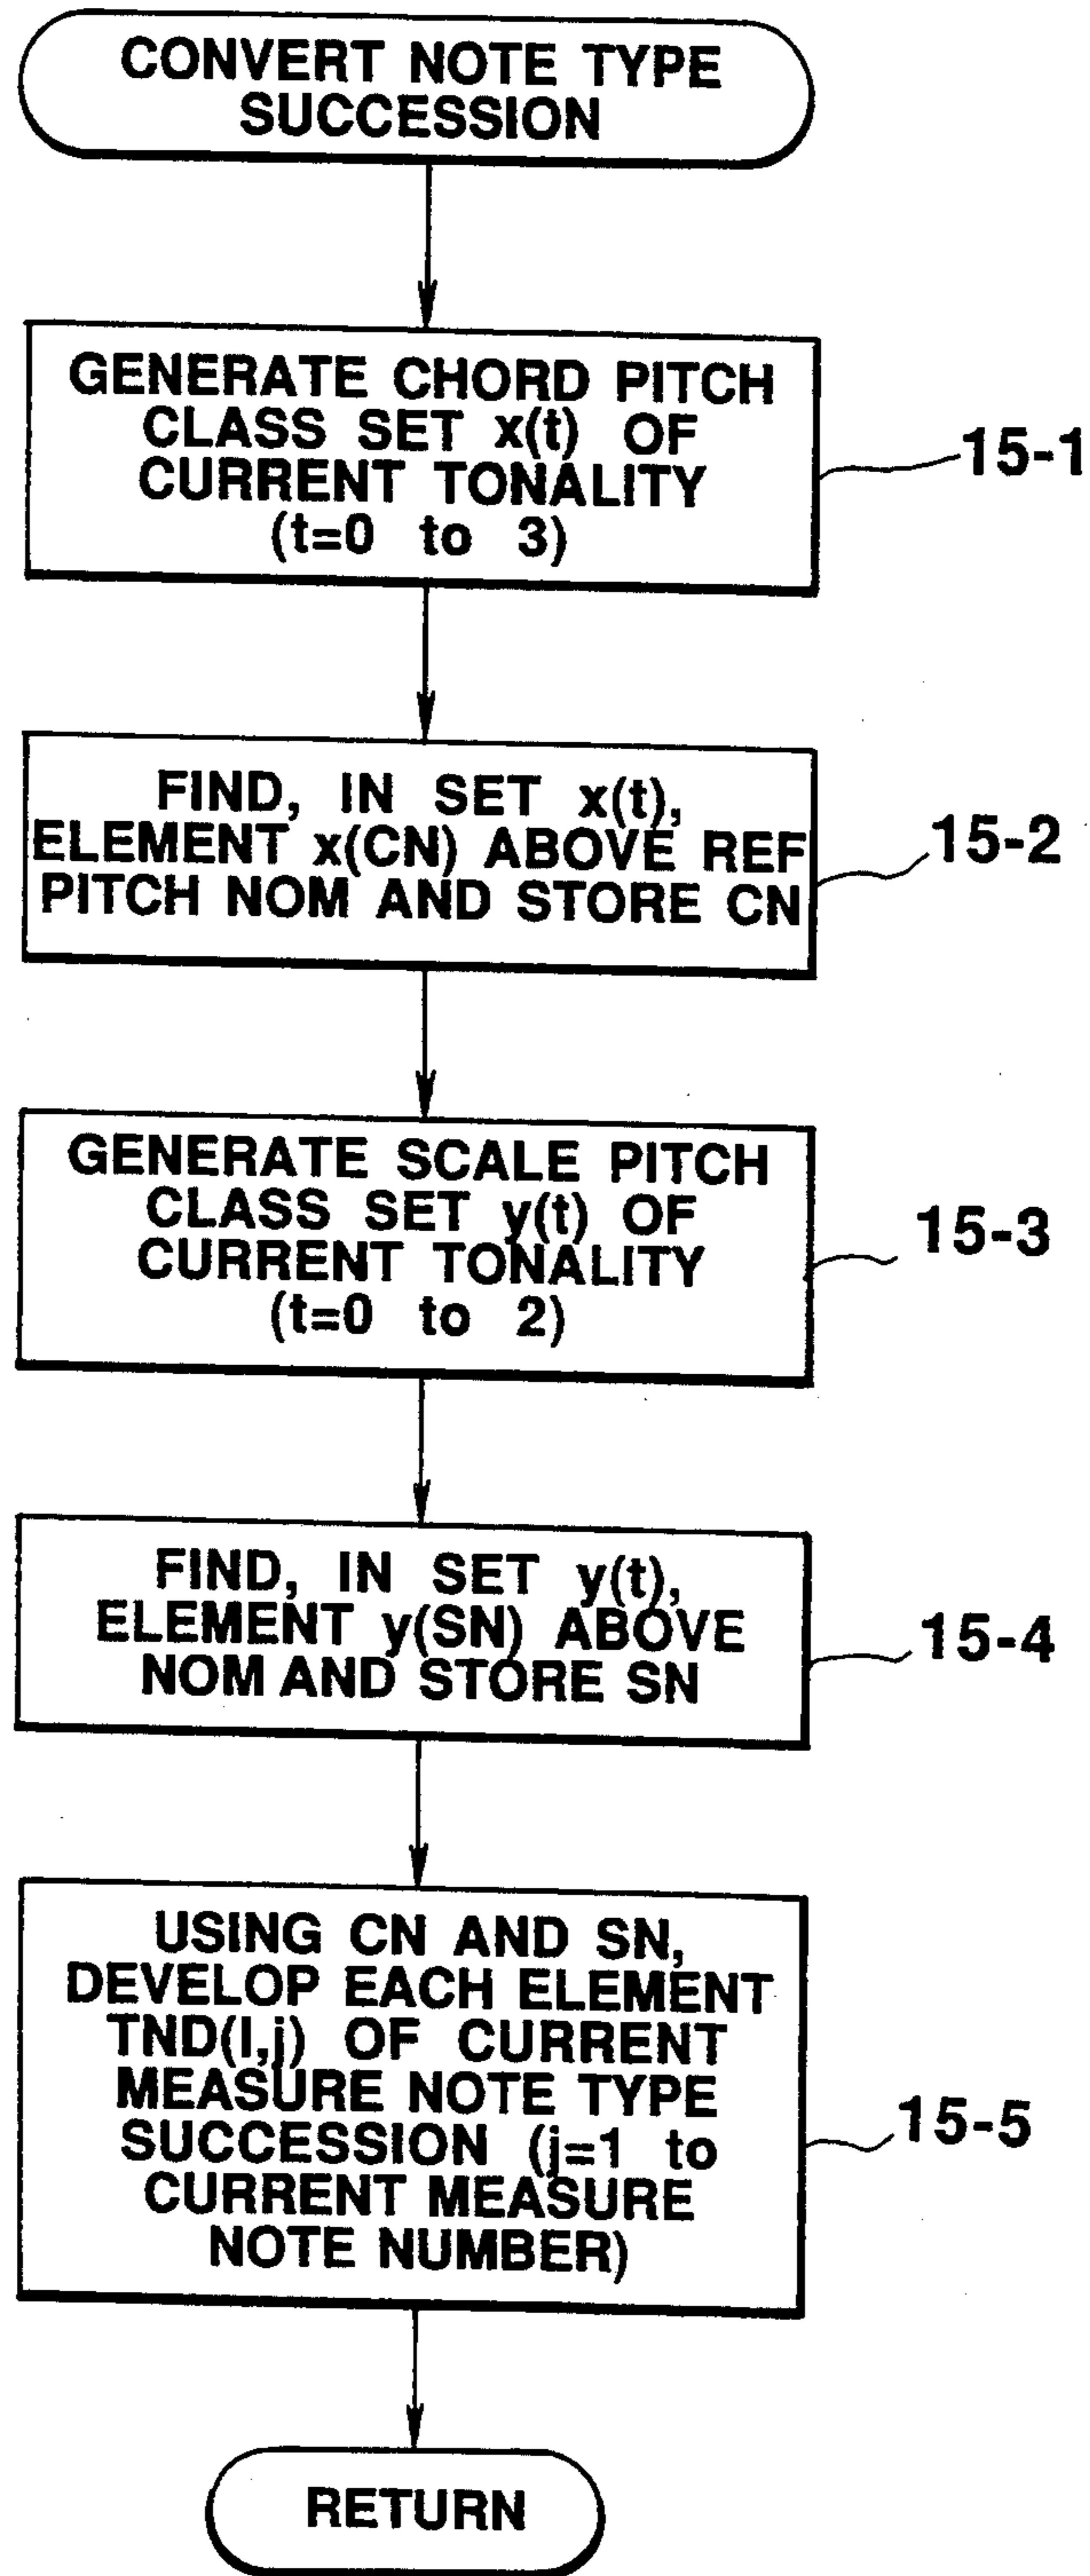 CONVERT NOTE TYPE
SUCCESSION
GENERATE CHORD PITCH
CLASS SET x(t) OF
CURRENT TONALITY
(t=0 to 3)
15-1
FIND, IN SET x(t),
ELEMENT x(CN) ABOVE REF
PITCH NOM AND STORE CN
15-2
GENERATE SCALE PITCH
CLASS SET y(t) OF
CURRENT TONALITY
(t=0 to 2)
15-3
FIND, IN SET y(t),
ELEMENT y(SN) ABOVE
NOM AND STORE SN
15-4
USING CN AND SN,
DEVELOP EACH ELEMENT
TND(I,j) OF CURRENT
MEASURE NOTE TYPE
SUCCESSION (j=1 to
CURRENT MEASURE
NOTE NUMBER)
15-5
RETURN